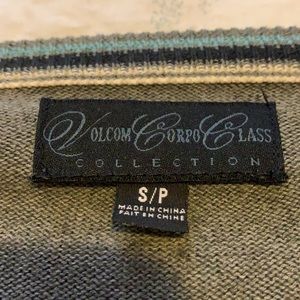 VOLCOM CORPO CLASS
COLLECTION
S/P
MADE IN CHINA
FAIT EN CHINE